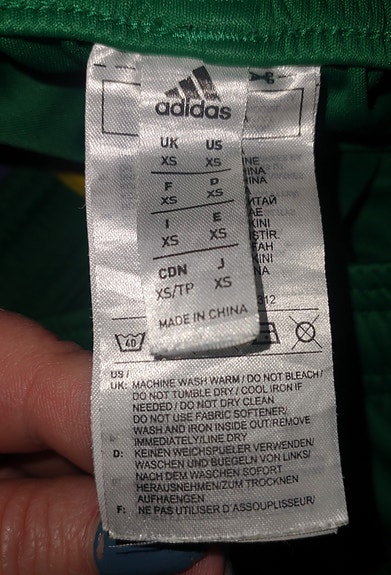 adidas
UK US
XS XS
F D
XS XS
I E
XS XS
CDN J
XS/TP XS
MADE IN CHINA
312
40
US /
UK: MACHINE WASH WARM / DO NOT BLEACH /
DO NOT TUMBLE DRY / COOL IRON IF
NEEDED / DO NOT DRY CLEAN
DO NOT USE FABRIC SOFTENER/
WASH AND IRON INSIDE OUT/REMOVE
IMMEDIATELY/LINE DRY
D: KEINEN WEICHSPUELER VERWENDEN/
WASCHEN UND BUEGELN VON LINKS/
NACH DEM WASCHEN SOFORT
HERAUSNEHMEN/ZUM TROCKNEN
AUFHAENGEN
F: NE PAS UTILISER D'ASSOUPLISSEUR/